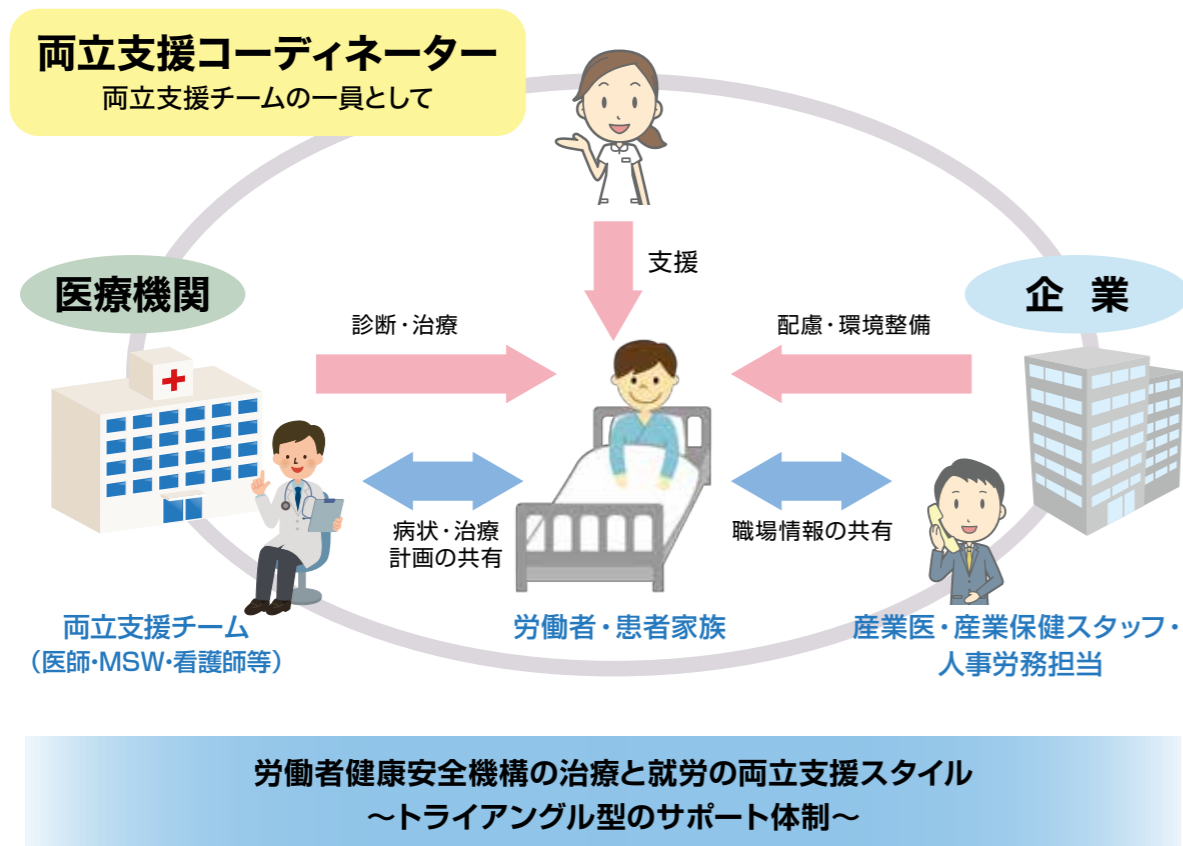 両立支援コーディネーター
両立支援チームの一員として
支援
医療機関
企 業
診断・治療
配慮・環境整備
病状・治療
計画の共有
職場情報の共有
両立支援チーム
（医師・MSW・看護師等）
労働者・患者家族
産業医・産業保健スタッフ・
人事労務担当
労働者健康安全機構の治療と就労の両立支援スタイル
～トライアングル型のサポート体制～